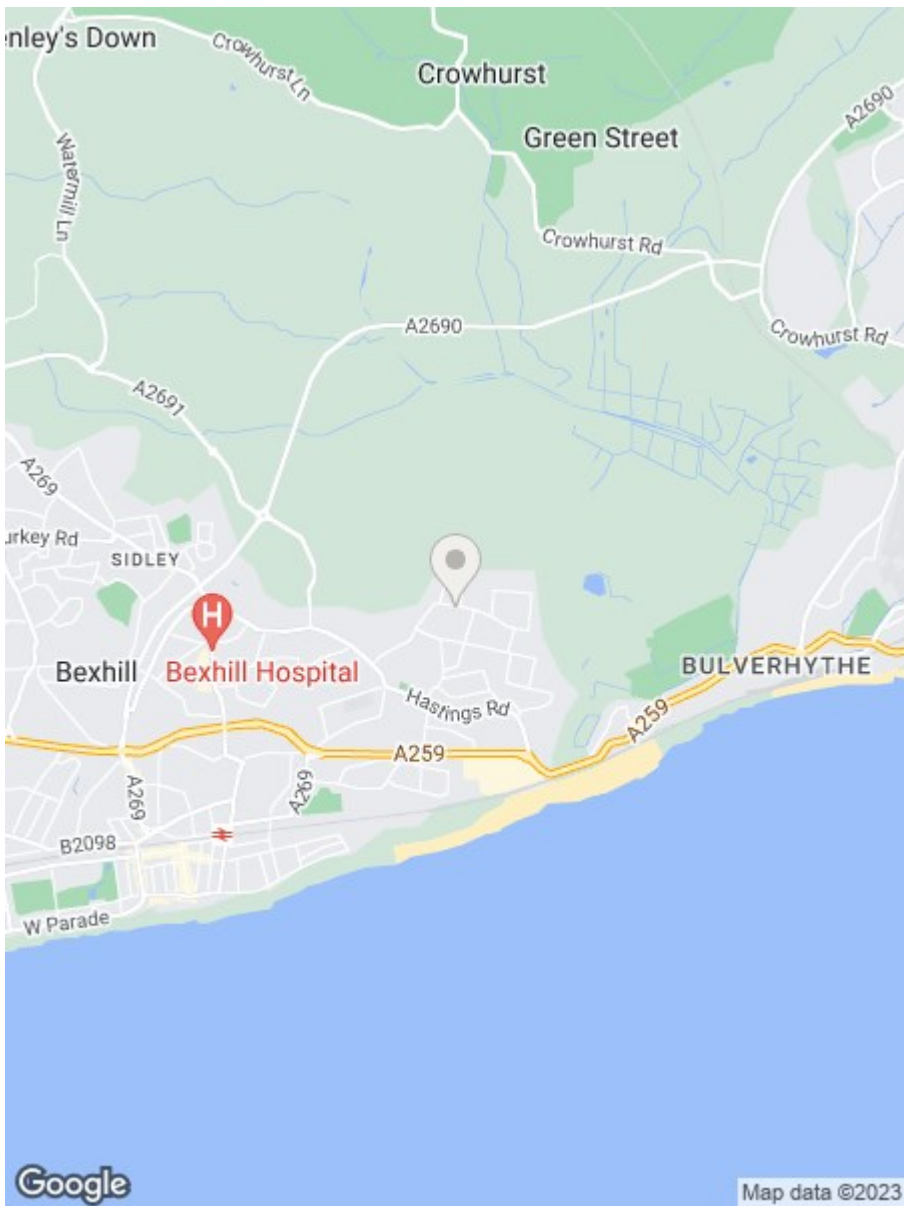 enley's Down
Crowhurst Ln
Crowhurst
Green Street
A2690
Watermill Ln
Crowhurst Rd
A2690
Crowhurst Rd
A2691
A269
urkey Rd
SIDLEY
H
Bexhill
Bexhill Hospital
BULVERHYTHE
Hastings Rd
A259
A259
A269
A269
B2098
W Parade
Google
Map data ©2023